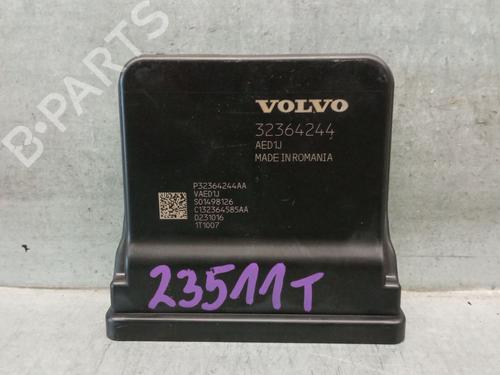 B-PARTS
VOLVO
32364244
AED1J
MADE IN ROMANIA
P32364244AA
VAED1J
S01498126
C132364585AA
D231016
1T1007
23511T